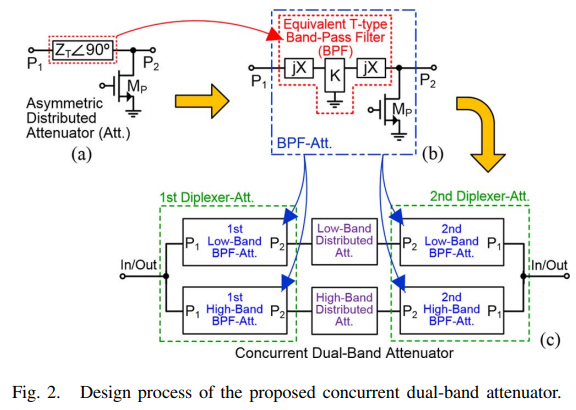 Equivalent T-type
Band-Pass Filter
(BPF)
Z_T∠90°
P₁
P₂
M_P
Asymmetric
Distributed
Attenuator (Att.)
(a)
jX
K
jX
P₁
P₂
M_P
BPF-Att.
(b)
1st Diplexer-Att.
2nd Diplexer-Att.
P₁
1st
Low-Band
BPF-Att.
P₂
Low-Band
Distributed
Att.
P₂
2nd
Low-Band
BPF-Att.
P₁
In/Out
In/Out
P₁
1st
High-Band
BPF-Att.
P₂
High-Band
Distributed
Att.
P₂
2nd
High-Band
BPF-Att.
P₁
(c)
Concurrent Dual-Band Attenuator
Fig. 2. Design process of the proposed concurrent dual-band attenuator.